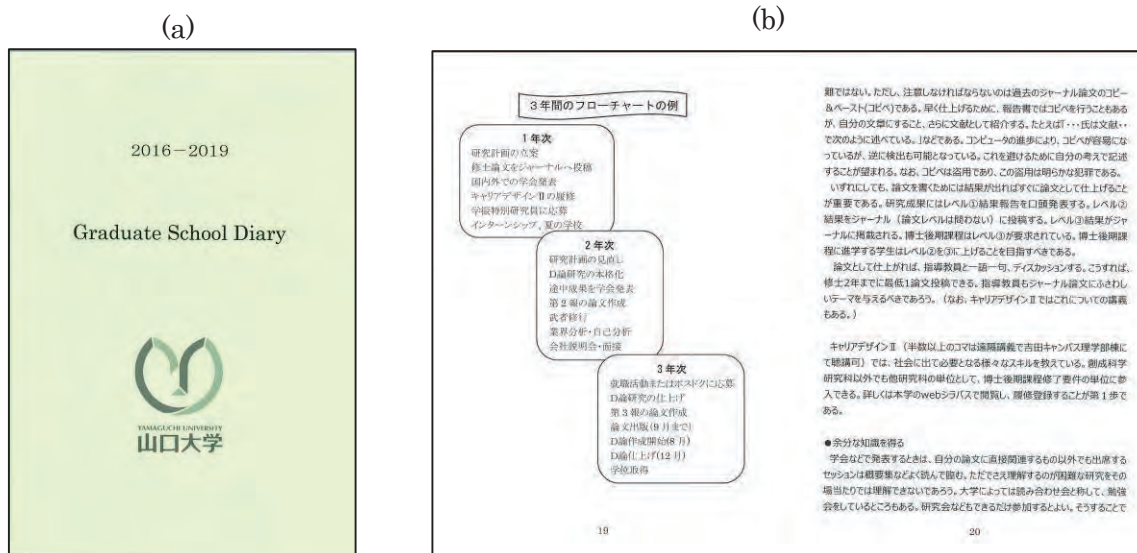 (a)
2016-2019
Graduate School Diary
YAMAGUCHI UNIVERSITY
山口大学
(b)
3年間のフローチャートの例
1年次
研究計画の立案
修士論文をジャーナルへ投稿
国内外での学会発表
キャリアデザインⅡの履修
学振特別研究員に応募
インターンシップ、夏の学校
2年次
研究計画の見直し
D論研究の本格化
途中成果を学会発表
第2報の論文作成
武者修行
業界分析・自己分析
会社説明会・面接
3年次
就職活動またはポスドクに応募
D論研究の仕上げ
第3報の論文作成
論文出版(9月まで)
D論作成開始(8月)
D論仕上げ(12月)
学位取得
19
難ではない。ただし、注意しなければならないのは過去のジャーナル論文のコピー
&ペースト(コピペ)である。早く仕上げるために、報告書ではコピペを行うこともある
が、自分の文章にすること、さらに文献として紹介する。たとえば「・・・氏は文献・・
で次のように述べている。」などである。コンピュータの進歩により、コピペが容易にな
っているが、逆に検出も可能となっている。これを避けるために自分の考えで記述
することが望まれる。なお、コピペは盗用であり、この盗用は明らかな犯罪である。
いずれにしても、論文を書くためには結果が出ればすぐに論文として仕上げること
が重要である。研究成果にはレベル①結果報告を口頭発表する。レベル②
結果をジャーナル(論文レベルは問わない)に投稿する。レベル③結果がジャ
ーナルに掲載される。博士後期課程はレベル③が要求されている。博士後期課
程に進学する学生はレベル②を③に上げることを目指すべきである。
論文として仕上がれば、指導教員と一語一句、ディスカッションする。こうすれば、
修士2年までに最低1論文投稿できる。指導教員もジャーナル論文にふさわし
いテーマを与えるべきであろう。(なお、キャリアデザインⅡではこれについての講義
もある。)
キャリアデザインⅡ(半数以上のコマは遠隔講義で吉田キャンパス理学部棟に
て聴講可)では、社会に出て必要となる様々なスキルを教えている。創成科学
研究科以外でも他研究科の単位として、博士後期課程修了要件の単位に参
入できる。詳しくは本学のwebシラバスで閲覧し、履修登録することが第1歩で
ある。
●余分な知識を得る
学会などで発表するときは、自分の論文に直接関連するもの以外でも出席する
セッションは概要集などよく読んで臨む。ただでさえ理解するのが困難な研究をその
場当たりでは理解できないであろう。大学によっては読み合わせ会と称して、勉強
会をしているところもある。研究会などもできるだけ参加するとよい。そうすることで
20